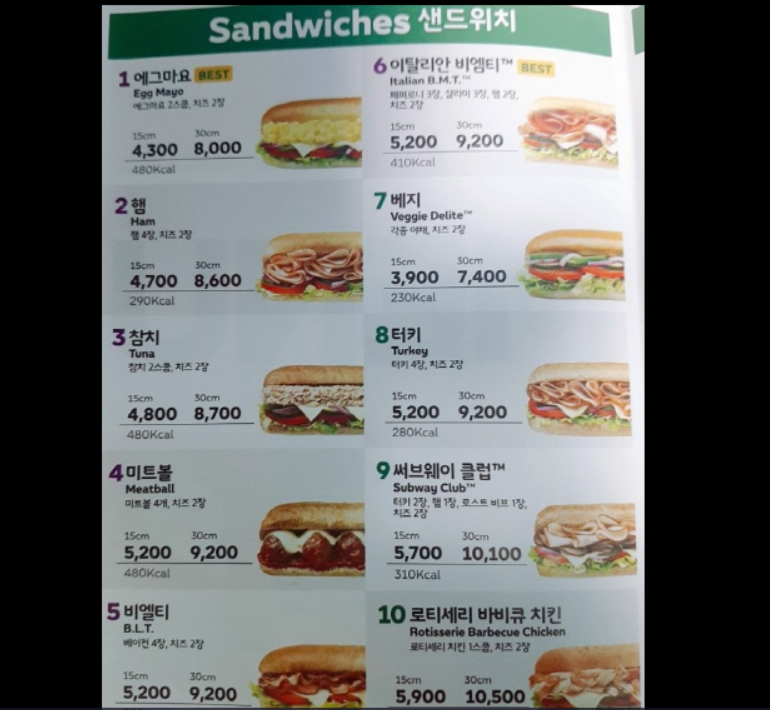 Sandwiches 샌드위치
1 에그마요 BEST
Egg Mayo
에그마요 2스쿱, 치즈 2장
15cm 30cm
4,300 8,000
480Kcal
2 햄
Ham
햄 4장, 치즈 2장
15cm 30cm
4,700 8,600
290Kcal
3 참치
Tuna
참치 2스쿱, 치즈 2장
15cm 30cm
4,800 8,700
480Kcal
4 미트볼
Meatball
미트볼 4개, 치즈 2장
15cm 30cm
5,200 9,200
480Kcal
5 비엘티
B.L.T.
베이컨 4장, 치즈 2장
15cm 30cm
5,200 9,200
6 이탈리안 비엠티™ BEST
Italian B.M.T.™
페퍼로니 3장, 살라미 3장, 햄 2장,
치즈 2장
15cm 30cm
5,200 9,200
410Kcal
7 베지
Veggie Delite™
각종 야채, 치즈 2장
15cm 30cm
3,900 7,400
230Kcal
8 터키
Turkey
터키 4장, 치즈 2장
15cm 30cm
5,200 9,200
280Kcal
9 써브웨이 클럽™
Subway Club™
터키 2장, 햄 1장, 로스트 비프 1장,
치즈 2장
15cm 30cm
5,700 10,100
310Kcal
10 로티세리 바비큐 치킨
Rotisserie Barbecue Chicken
로티세리 치킨 1스쿱, 치즈 2장
15cm 30cm
5,900 10,500